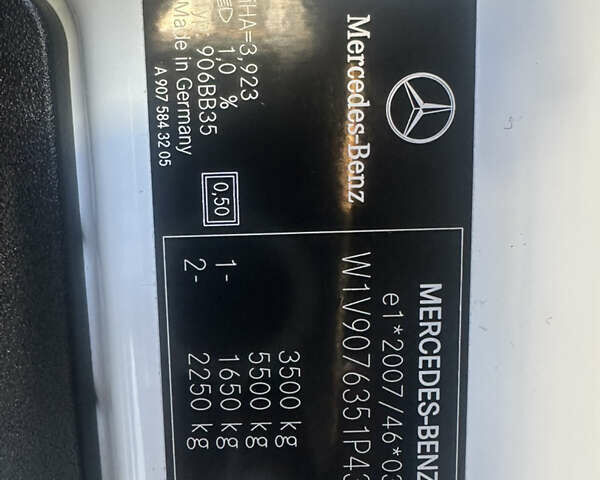 Mercedes-Benz
HA=3,923
1,0 %
906BB35
Made in Germany
A 907 584 32 05
0,50
MERCEDES-BENZ
e1*2007/46*03
W1V9076351P43
3500 kg
5500 kg
1- 1650 kg
2- 2250 kg